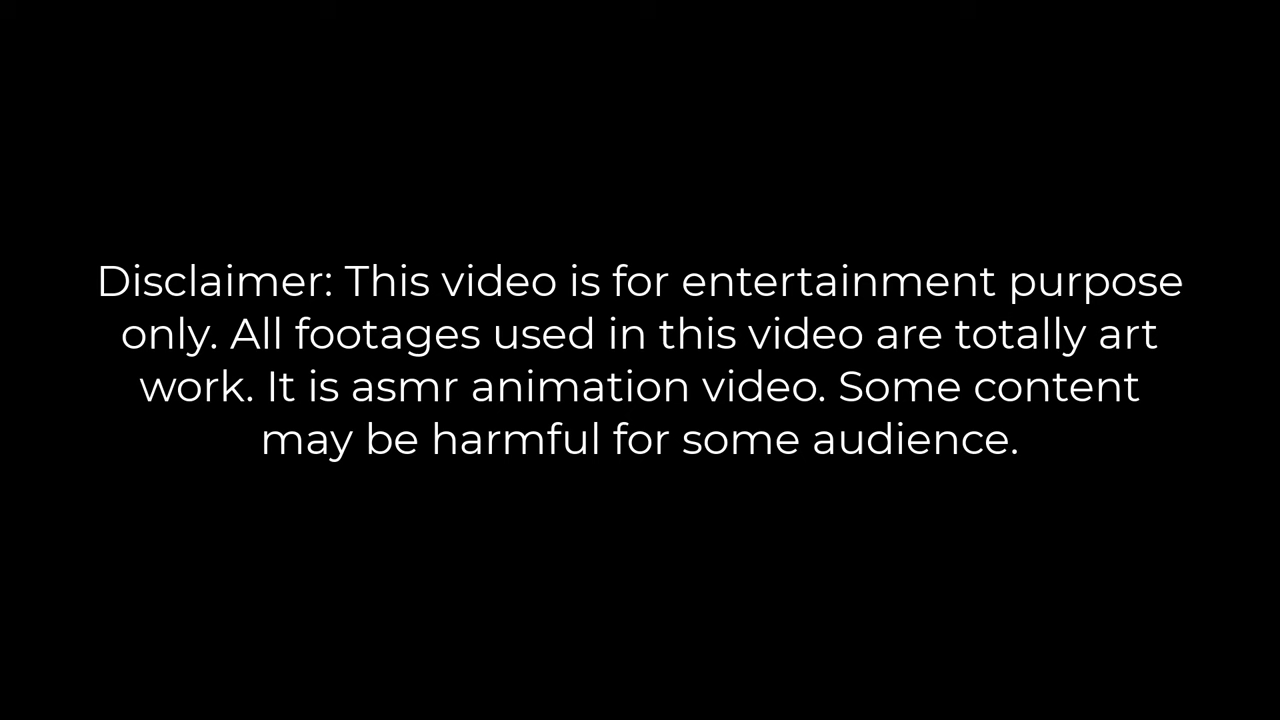 Disclaimer: This video is for entertainment purpose
only. All footages used in this video are totally art
work. It is asmr animation video. Some content
may be harmful for some audience.